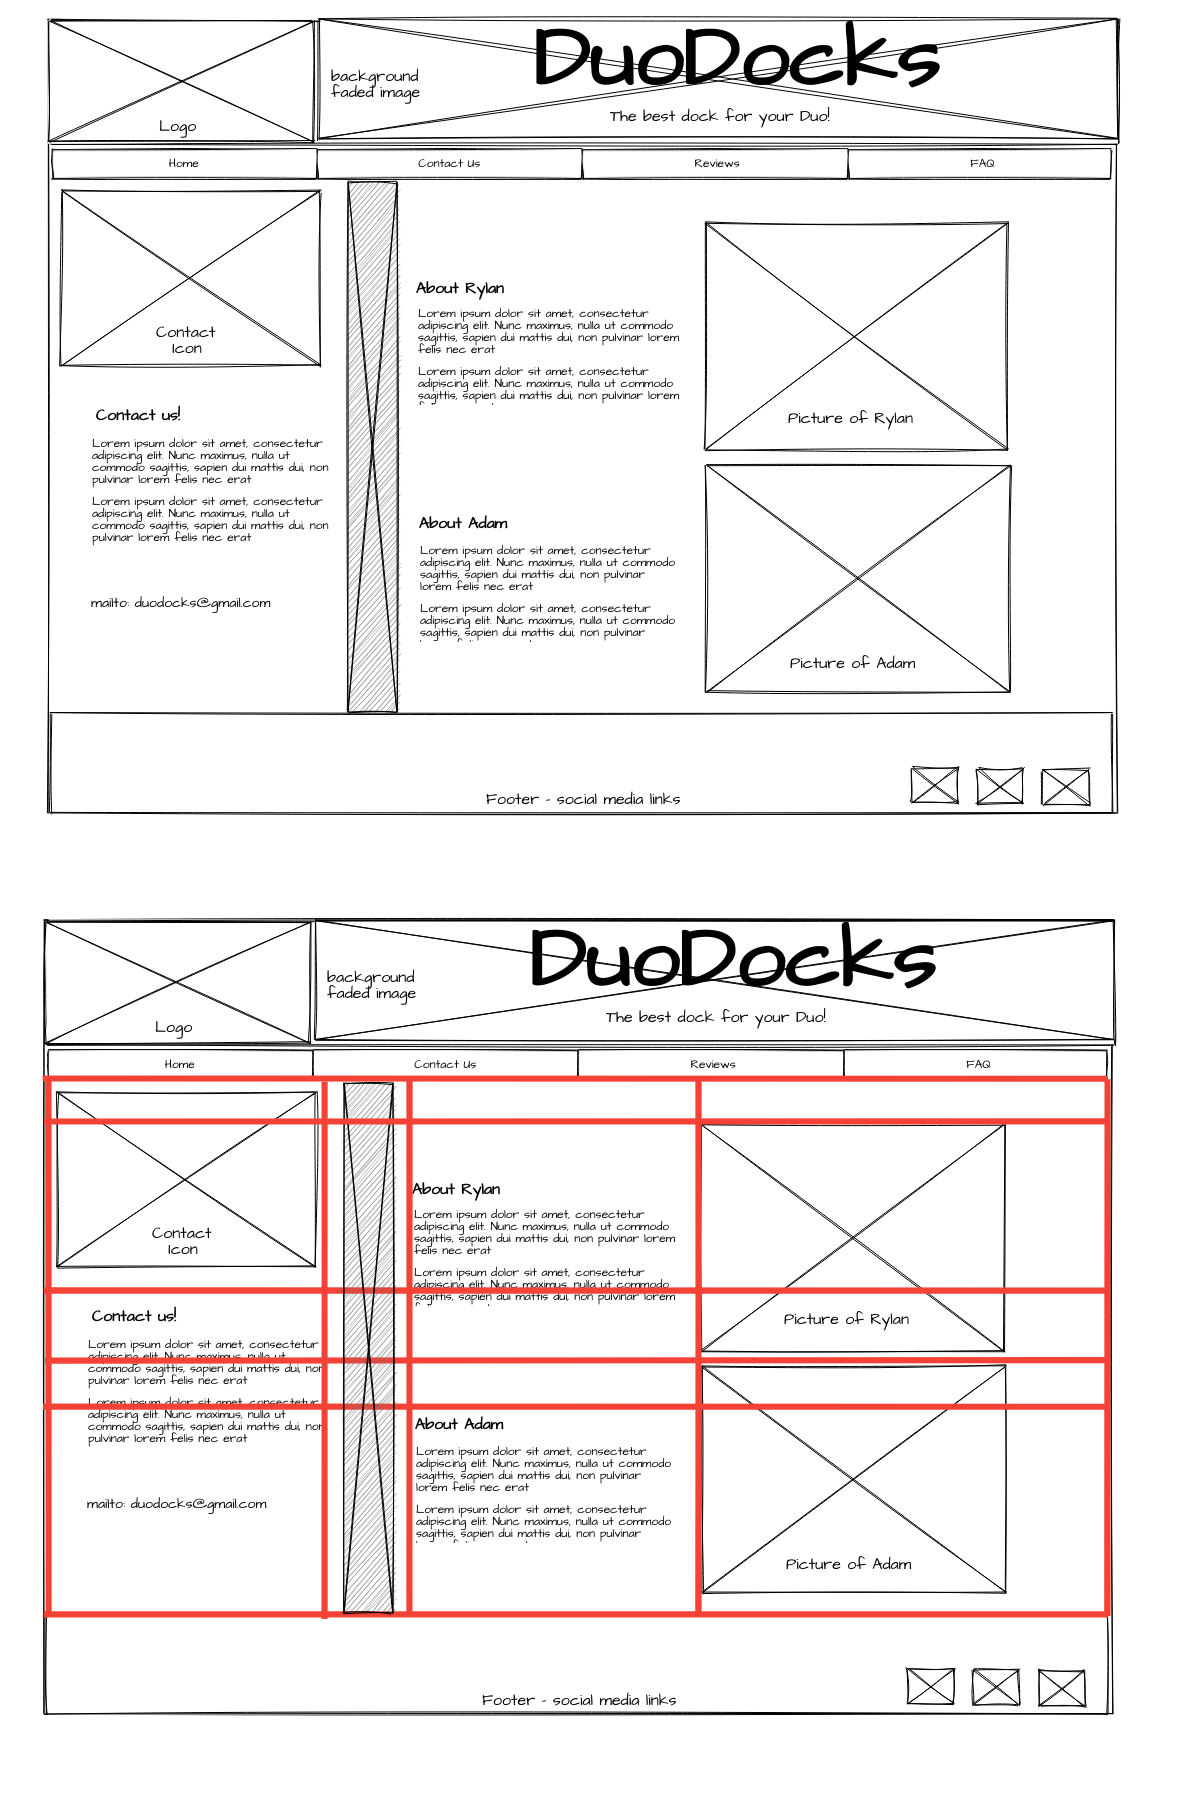 DuoDocks
background
faded image
The best dock for your Duo!
Logo
Home
Contact Us
Reviews
FAQ
Contact
Icon
Contact us!
Lorem ipsum dolor sit amet, consectetur
adipiscing elit. Nunc maximus, nulla ut
commodo sagittis, sapien dui mattis dui, non
pulvinar lorem felis nec erat
Lorem ipsum dolor sit amet, consectetur
adipiscing elit. Nunc maximus, nulla ut
commodo sagittis, sapien dui mattis dui, non
pulvinar lorem felis nec erat
mailto: duodocks@gmail.com
About Rylan
Lorem ipsum dolor sit amet, consectetur
adipiscing elit. Nunc maximus, nulla ut commodo
sagittis, sapien dui mattis dui, non pulvinar lorem
felis nec erat
Lorem ipsum dolor sit amet, consectetur
adipiscing elit. Nunc maximus, nulla ut commodo
sagittis, sapien dui mattis dui, non pulvinar lorem
Picture of Rylan
About Adam
Lorem ipsum dolor sit amet, consectetur
adipiscing elit. Nunc maximus, nulla ut commodo
sagittis, sapien dui mattis dui, non pulvinar
lorem felis nec erat
Lorem ipsum dolor sit amet, consectetur
adipiscing elit. Nunc maximus, nulla ut commodo
sagittis, sapien dui mattis dui, non pulvinar
Picture of Adam
Footer - social media links
DuoDocks
background
faded image
The best dock for your Duo!
Logo
Home
Contact Us
Reviews
FAQ
Contact
Icon
Contact us!
Lorem ipsum dolor sit amet, consectetur
adipiscing elit. Nunc maximus, nulla ut
commodo sagittis, sapien dui mattis dui, non
pulvinar lorem felis nec erat
Lorem ipsum dolor sit amet, consectetur
adipiscing elit. Nunc maximus, nulla ut
commodo sagittis, sapien dui mattis dui, non
pulvinar lorem felis nec erat
mailto: duodocks@gmail.com
About Rylan
Lorem ipsum dolor sit amet, consectetur
adipiscing elit. Nunc maximus, nulla ut commodo
sagittis, sapien dui mattis dui, non pulvinar lorem
felis nec erat
Lorem ipsum dolor sit amet, consectetur
adipiscing elit. Nunc maximus, nulla ut commodo
sagittis, sapien dui mattis dui, non pulvinar lorem
Picture of Rylan
About Adam
Lorem ipsum dolor sit amet, consectetur
adipiscing elit. Nunc maximus, nulla ut commodo
sagittis, sapien dui mattis dui, non pulvinar
lorem felis nec erat
Lorem ipsum dolor sit amet, consectetur
adipiscing elit. Nunc maximus, nulla ut commodo
sagittis, sapien dui mattis dui, non pulvinar
Picture of Adam
Footer - social media links